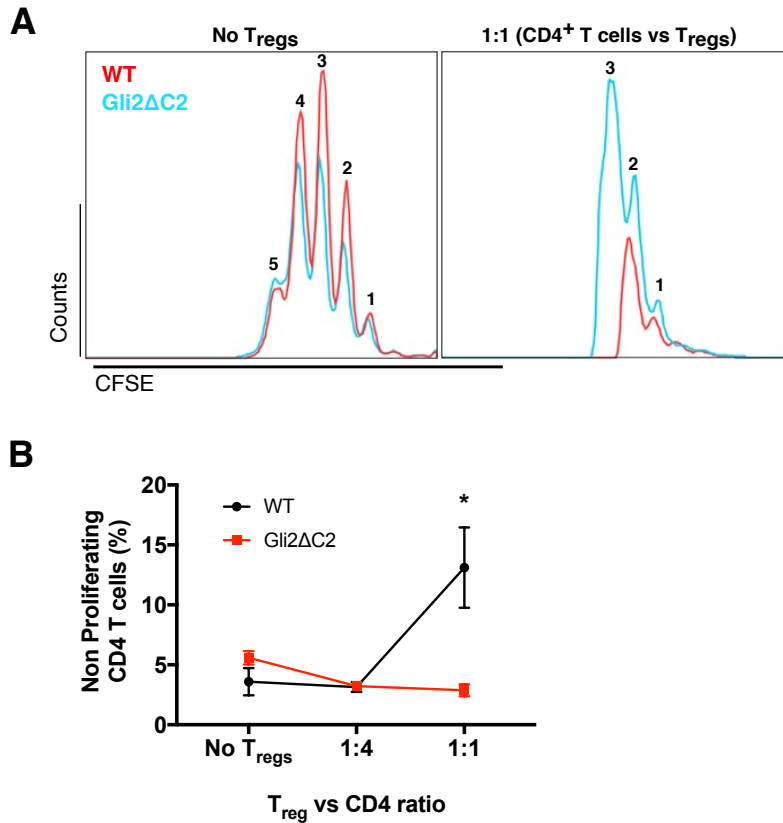 A
No Tregs
1:1 (CD4+ T cells vs Tregs)
WT
Gli2ΔC2
3
4
2
5
1
3
2
1
Counts
CFSE
B
20
15
10
5
0
Non Proliferating
CD4 T cells (%)
WT
Gli2ΔC2
*
No Tregs
1:4
1:1
Treg vs CD4 ratio